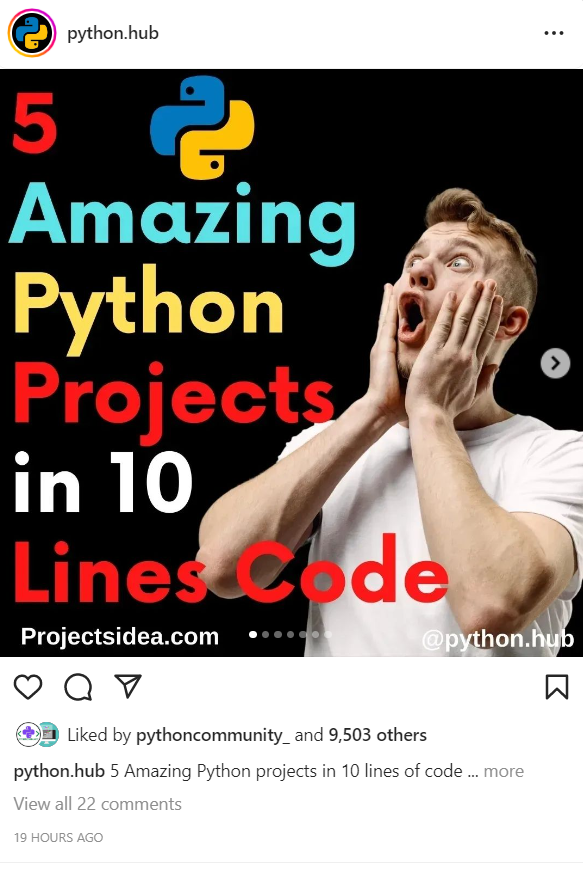 python.hub
5
Amazing
Python
Projects
in 10
Lines Code
Projectsidea.com
@python.hub
Liked by pythoncommunity_ and 9,503 others
python.hub 5 Amazing Python projects in 10 lines of code ... more
View all 22 comments
19 HOURS AGO